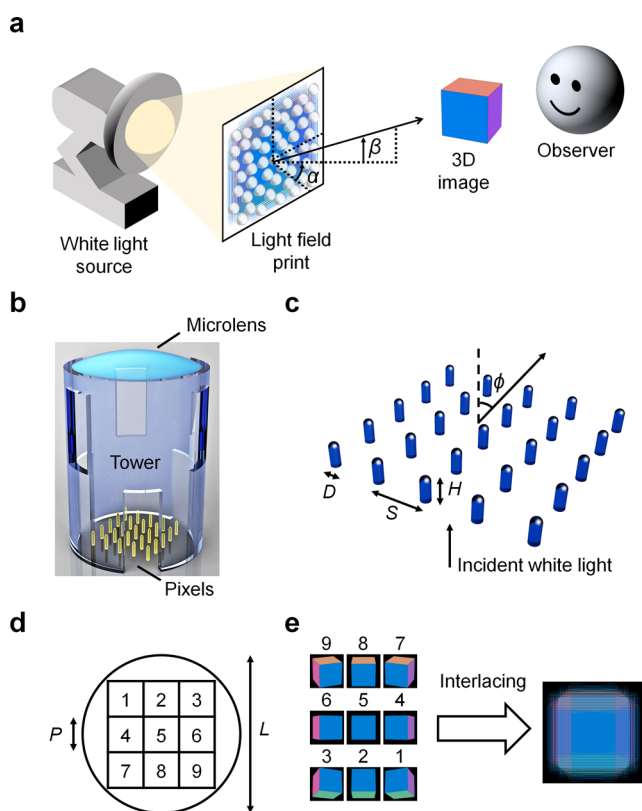 a
β
α
3D
image
Observer
White light
source
Light field
print
b
Microlens
Tower
Pixels
c
ϕ
D
S
H
Incident white light
d
1 2 3
4 5 6
7 8 9
P
L
e
9 8 7
6 5 4
3 2 1
Interlacing